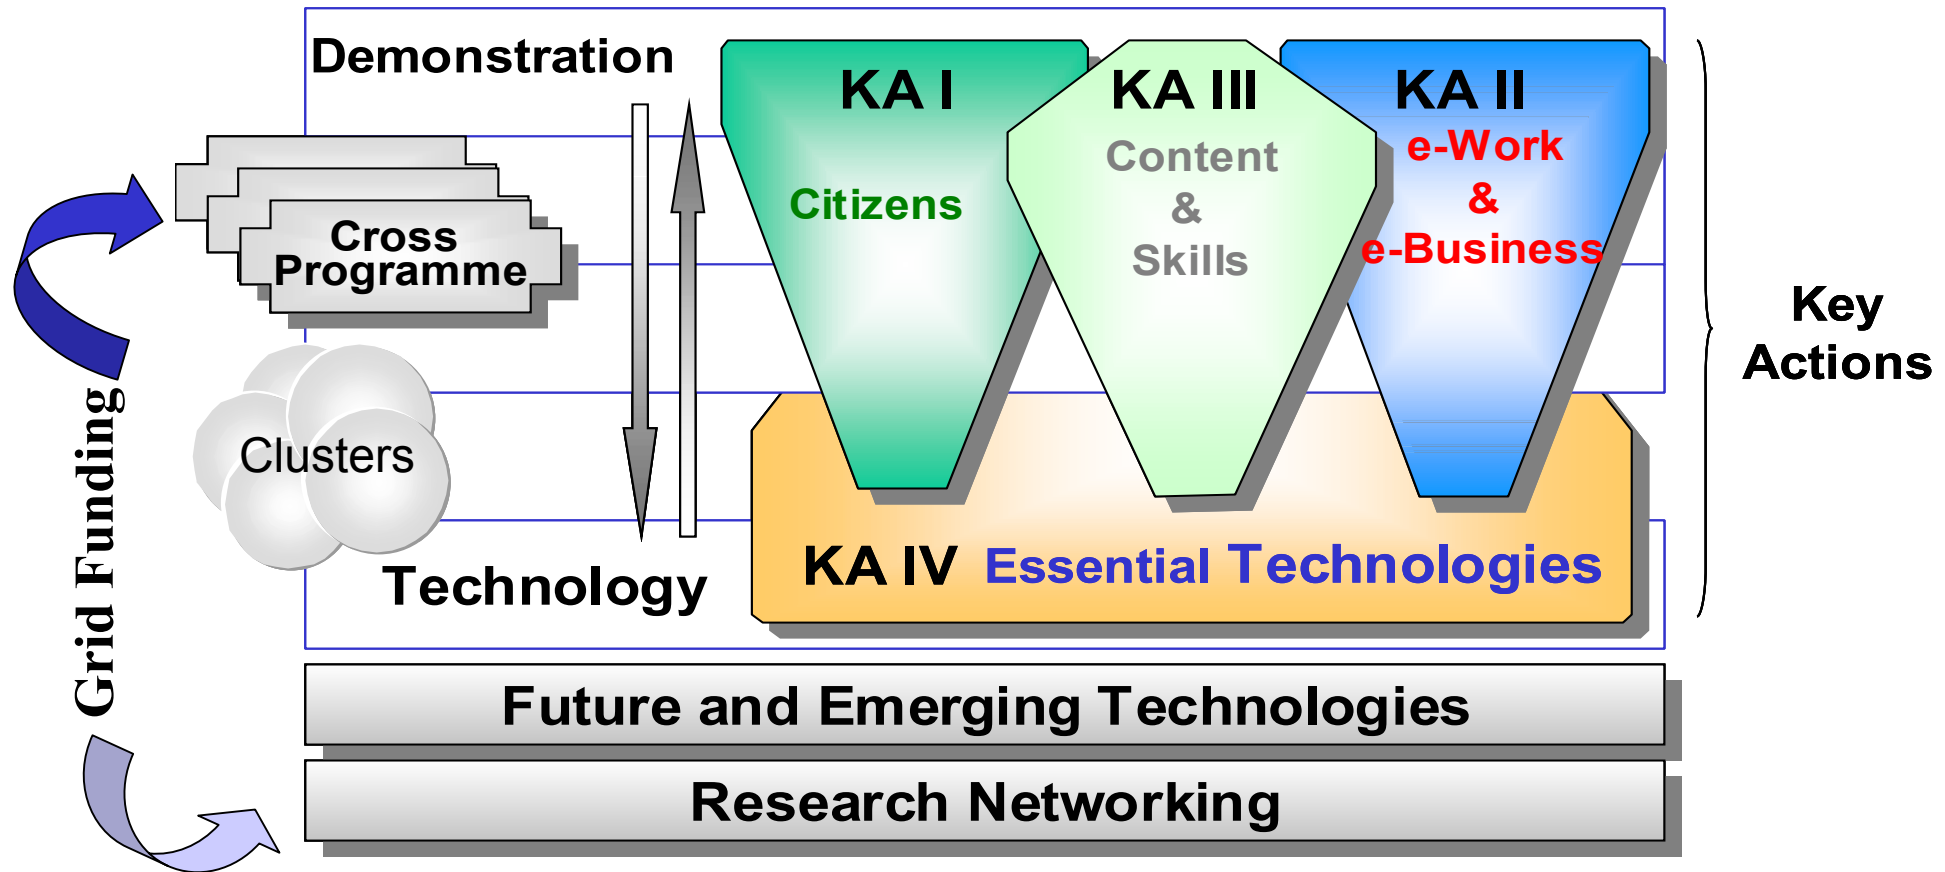 Demonstration
KA I
Citizens
KA III
Content
&
Skills
KA II
e-Work
&
e-Business
Cross
Programme
Clusters
Grid Funding
Technology
KA IV Essential Technologies
Key
Actions
Future and Emerging Technologies
Research Networking